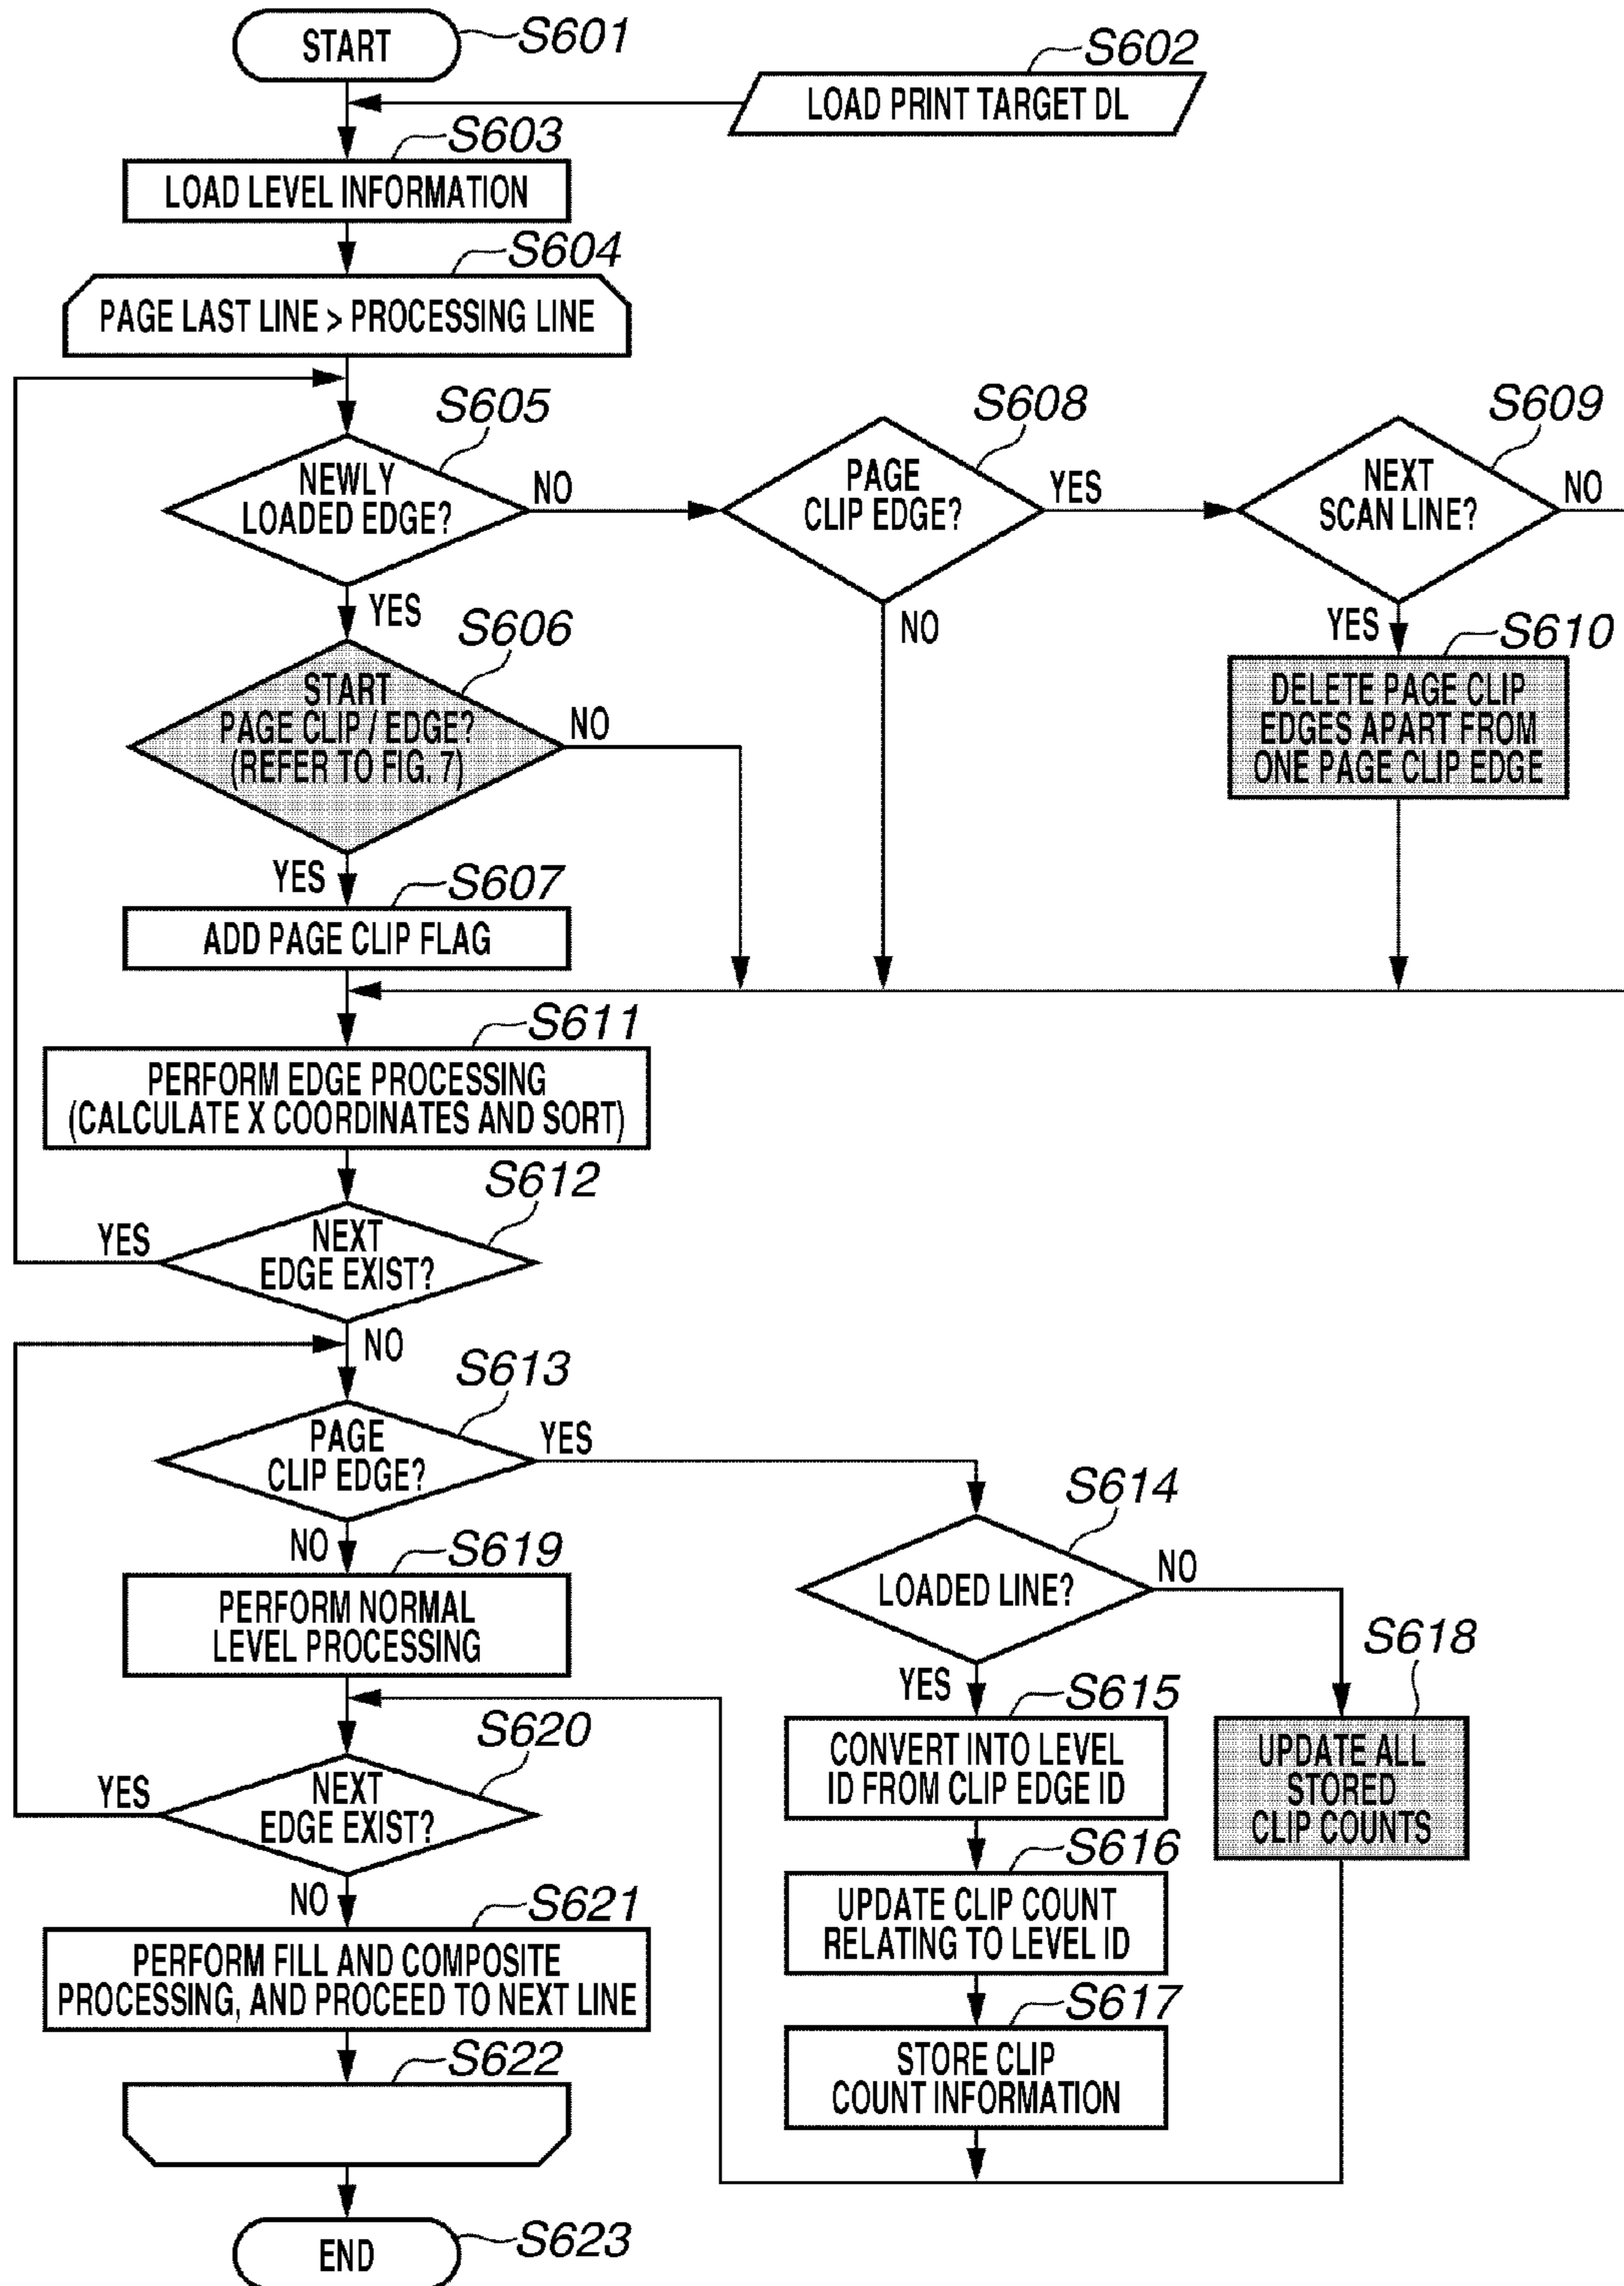 START
S601
S602
LOAD PRINT TARGET DL
S603
LOAD LEVEL INFORMATION
S604
PAGE LAST LINE > PROCESSING LINE
S605
NEWLY
LOADED EDGE?
NO
YES
S608
PAGE
CLIP EDGE?
YES
NO
S609
NEXT
SCAN LINE?
NO
YES
S610
DELETE PAGE CLIP
EDGES APART FROM
ONE PAGE CLIP EDGE
S606
START
PAGE CLIP / EDGE?
(REFER TO FIG. 7)
NO
YES
S607
ADD PAGE CLIP FLAG
S611
PERFORM EDGE PROCESSING
(CALCULATE X COORDINATES AND SORT)
S612
NEXT
EDGE EXIST?
YES
NO
S613
PAGE
CLIP EDGE?
YES
NO
S614
LOADED LINE?
NO
YES
S615
CONVERT INTO LEVEL
ID FROM CLIP EDGE ID
S616
UPDATE CLIP COUNT
RELATING TO LEVEL ID
S617
STORE CLIP
COUNT INFORMATION
S618
UPDATE ALL
STORED
CLIP COUNTS
S619
PERFORM NORMAL
LEVEL PROCESSING
S620
NEXT
EDGE EXIST?
YES
NO
S621
PERFORM FILL AND COMPOSITE
PROCESSING, AND PROCEED TO NEXT LINE
S622
END
S623